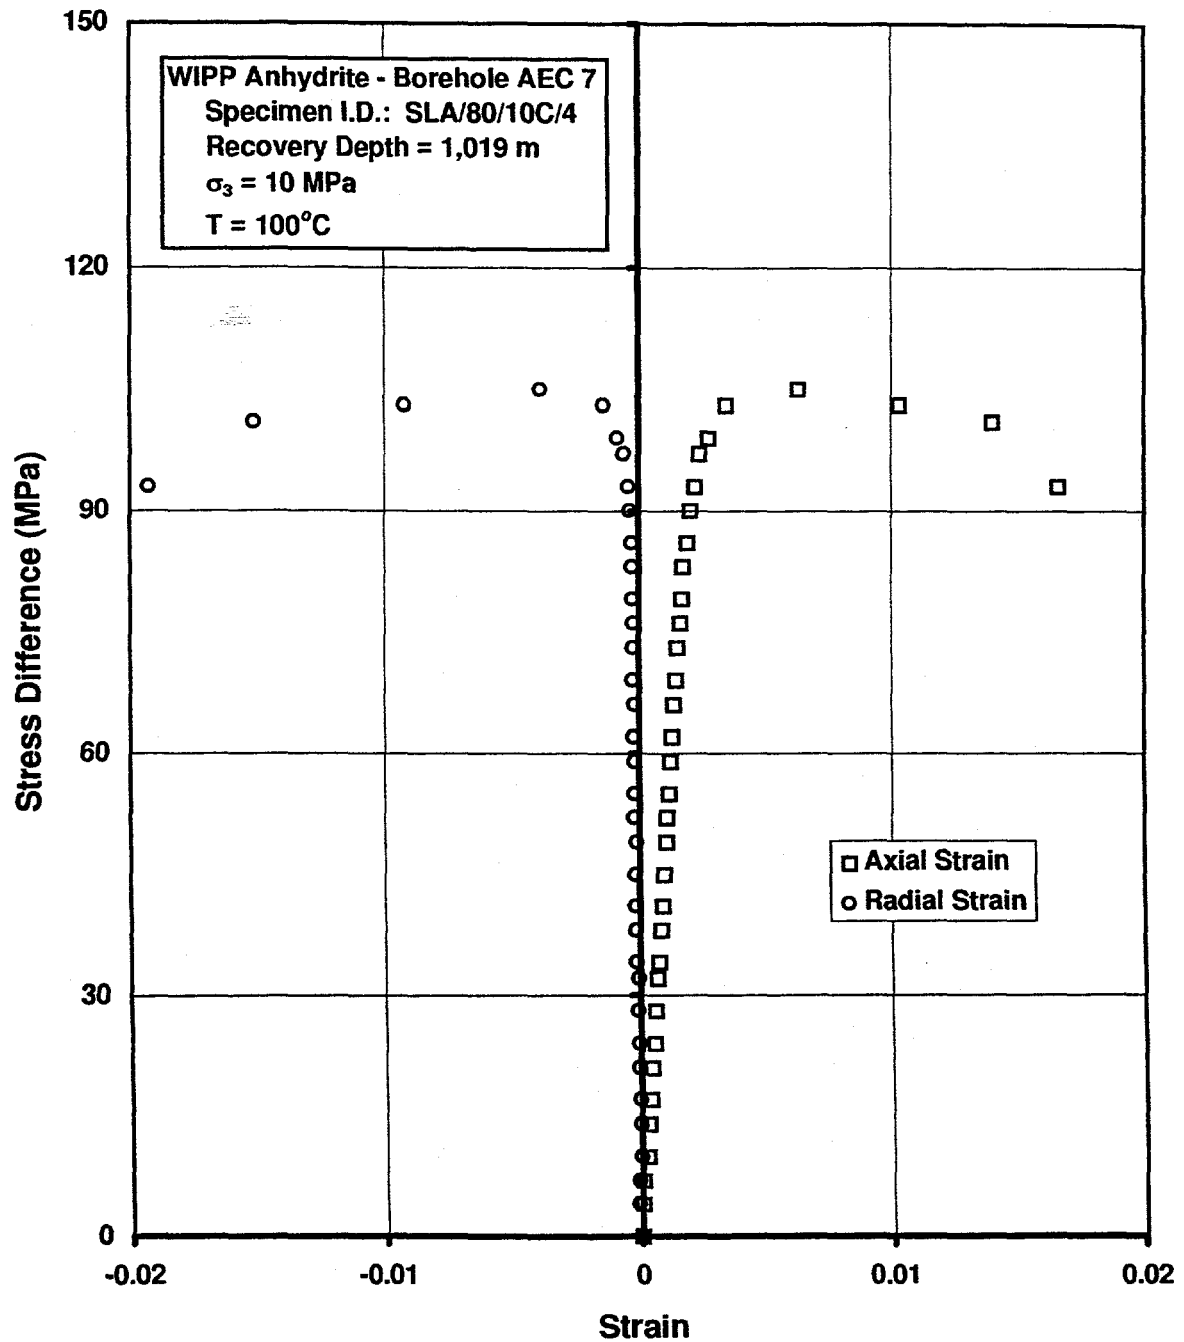 150
WIPP Anhydrite - Borehole AEC 7
Specimen I.D.: SLA/80/10C/4
Recovery Depth = 1,019 m
σ₃ = 10 MPa
T = 100°C
120
90
60
30
0
Stress Difference (MPa)
Axial Strain
Radial Strain
-0.02 -0.01 0 0.01 0.02
Strain